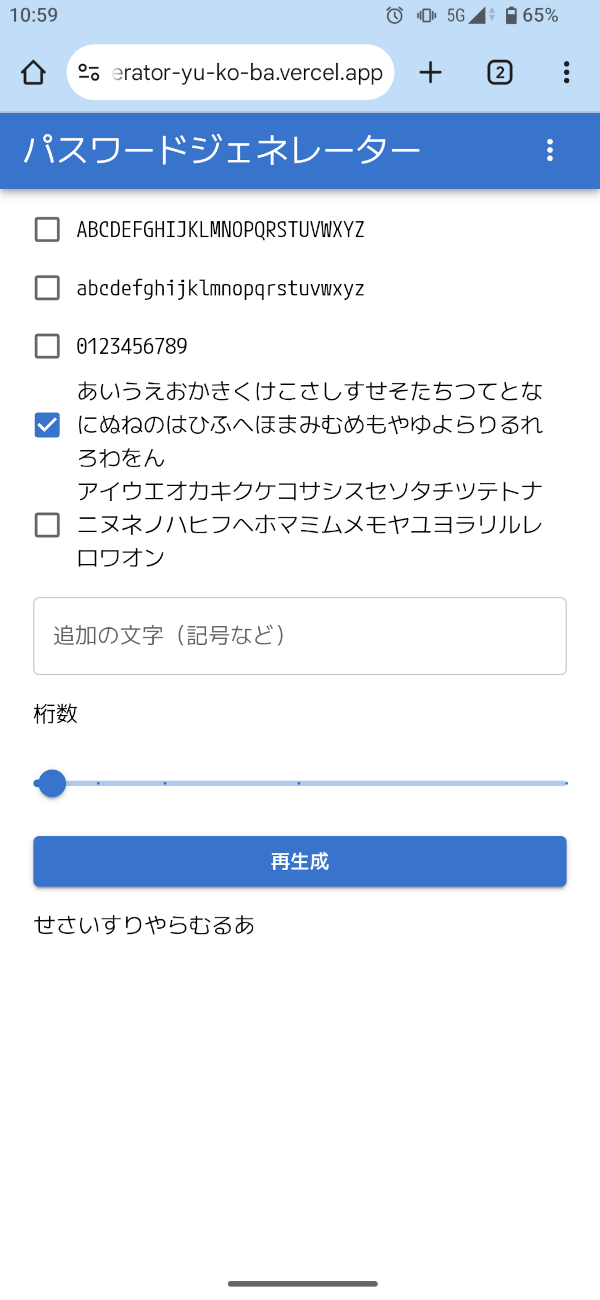 10:59
5G
65%
erator-yu-ko-ba.vercel.app
2
パスワードジェネレーター
ABCDEFGHIJKLMNOPQRSTUVWXYZ
abcdefghijklmnopqrstuvwxyz
0123456789
あいうえおかきくけこさしすせそたちつてとな
にぬねのはひふへほまみむめもやゆよらりるれ
ろわをん
アイウエオカキクケコサシスセソタチツテトナ
ニヌネノハヒフヘホマミムメモヤユヨラリルレ
ロワオン
追加の文字（記号など）
桁数
再生成
せさいすりやらむるあ